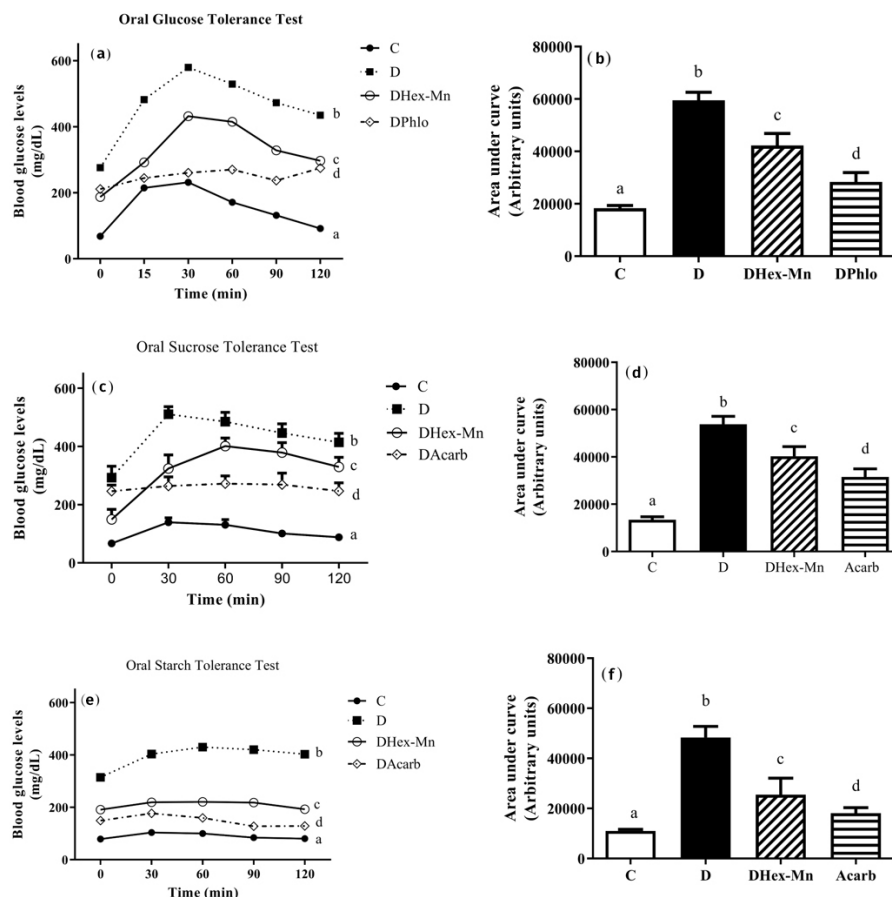 Oral Glucose Tolerance Test
(a)
Blood glucose levels
(mg/dL)
600
400
200
0
0 15 30 60 90 120
Time (min)
C
D
DHex-Mn
DPhlo
b
c
d
a
(b)
Area under curve
(Arbitrary units)
80000
60000
40000
20000
0
a
b
c
d
C D DHex-Mn DPhlo
Oral Sucrose Tolerance Test
(c)
Blood glucose levels
(mg/dL)
600
400
200
0
0 30 60 90 120
Time (min)
C
D
DHex-Mn
DAcarb
b
c
d
a
(d)
Area under curve
(Arbitrary units)
80000
60000
40000
20000
0
a
b
c
d
C D DHex-Mn Acarb
Oral Starch Tolerance Test
(e)
Blood glucose levels
(mg/dL)
600
400
200
0
0 30 60 90 120
Time (min)
C
D
DHex-Mn
DAcarb
b
c
d
a
(f)
Area under curve
(Arbitrary units)
80000
60000
40000
20000
0
a
b
c
d
C D DHex-Mn Acarb